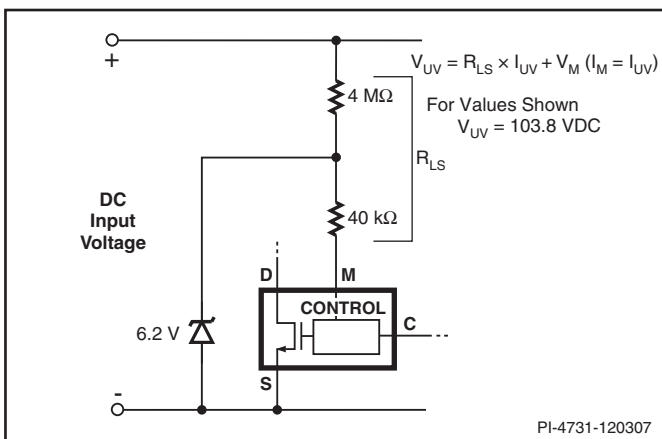 +
V_UV = R_LS × I_UV + V_M (I_M = I_UV)
4 MΩ
For Values Shown
V_UV = 103.8 VDC
R_LS
DC
Input
Voltage
40 kΩ
D
M
CONTROL
C
6.2 V
S
-
PI-4731-120307